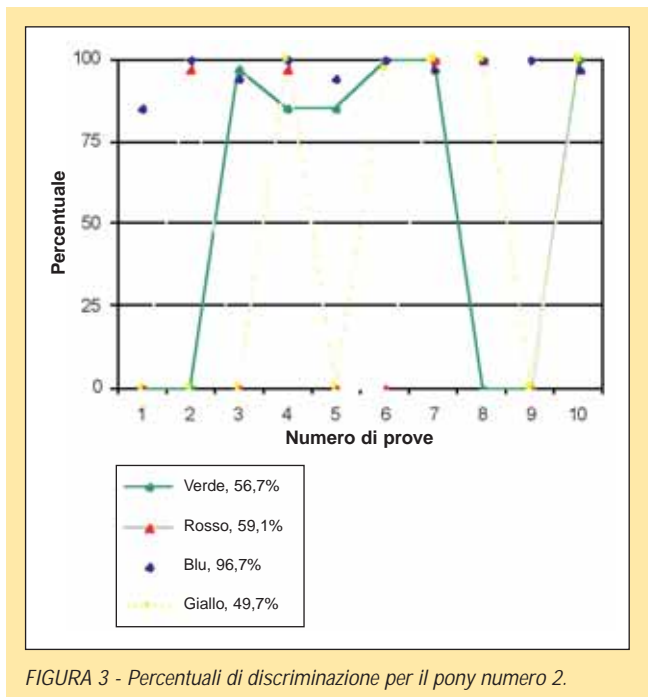 100
75
50
25
0
Percentuale
1 2 3 4 5 6 7 8 9 10
Numero di prove
Verde, 56,7%
Rosso, 59,1%
Blu, 96,7%
Giallo, 49,7%
FIGURA 3 - Percentuali di discriminazione per il pony numero 2.